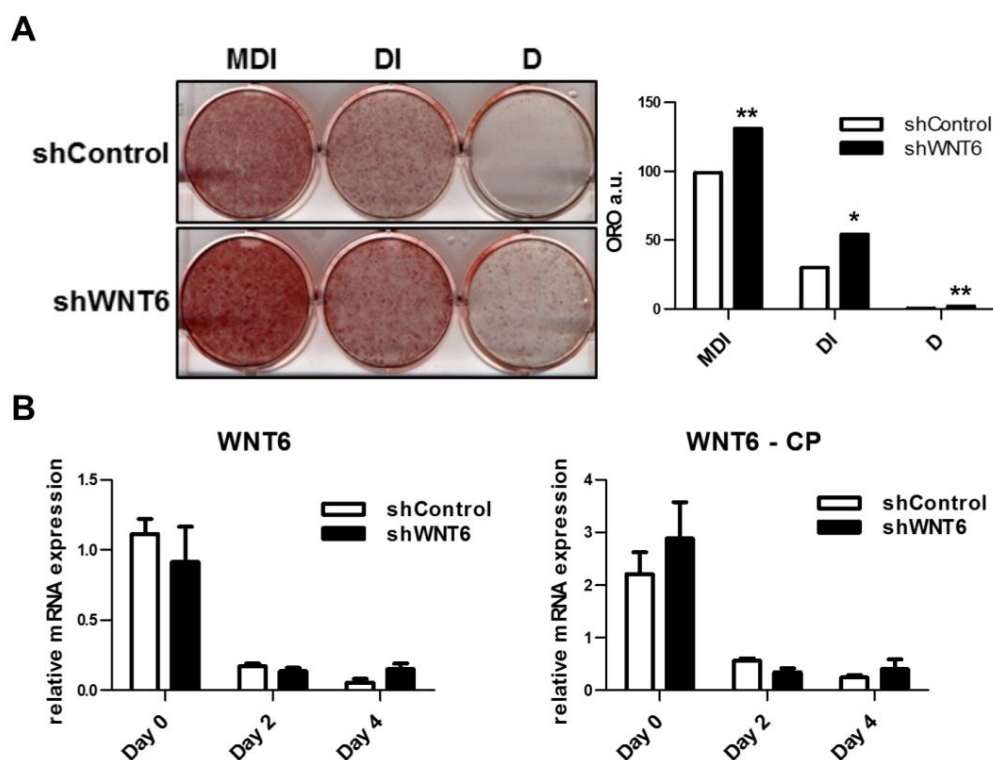 A
MDI DI D
shControl
shWNT6
150
100
50
0
ORO a.u.
** * **
shControl
shWNT6
MDI DI D
B
WNT6
1.5
1.0
0.5
0.0
relative mRNA expression
shControl
shWNT6
Day 0 Day 2 Day 4
WNT6 - CP
4
3
2
1
0
relative mRNA expression
shControl
shWNT6
Day 0 Day 2 Day 4